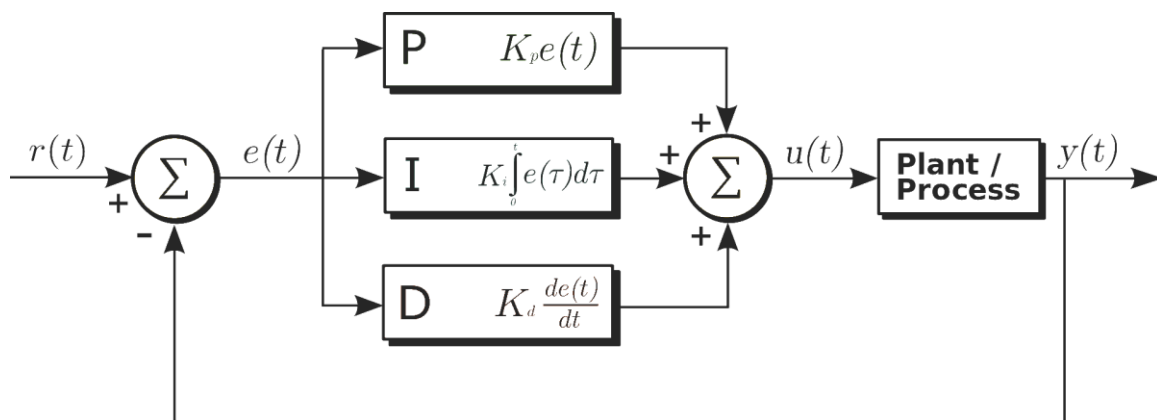 P K_p e(t)
r(t) Σ e(t) I K_i ∫_0^t e(τ)dτ Σ u(t) Plant / Process y(t)
+ - + + +
D K_d de(t)/dt